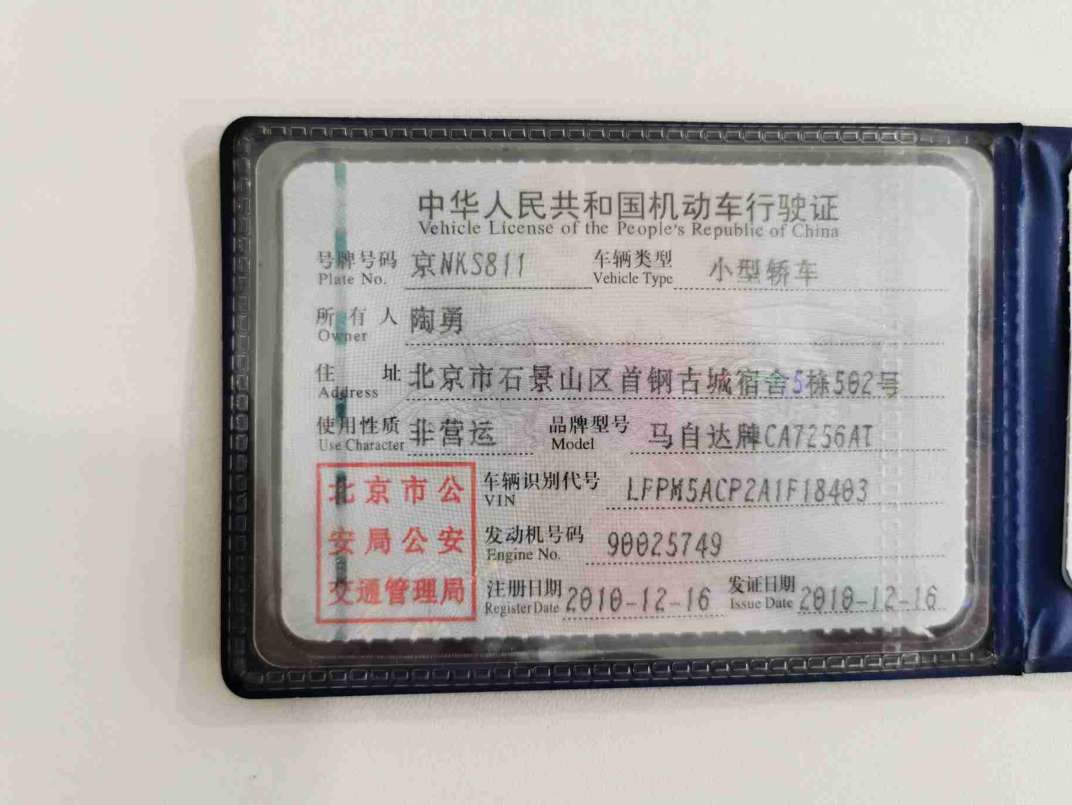 中华人民共和国机动车行驶证
Vehicle License of the People's Republic of China
号牌号码 京NKS811 车辆类型 小型轿车
Plate No. Vehicle Type
所有人 陶勇
Owner
住址 北京市石景山区首钢古城宿舍5栋502号
Address
使用性质 非营运 品牌型号 马自达牌CA7256AT
Use Character Model
北京市公
安局公安
交通管理局
车辆识别代号 LFPM5ACP2A1F18403
VIN
发动机号码 90025749
Engine No.
注册日期 2010-12-16 发证日期 2010-12-16
Register Date Issue Date